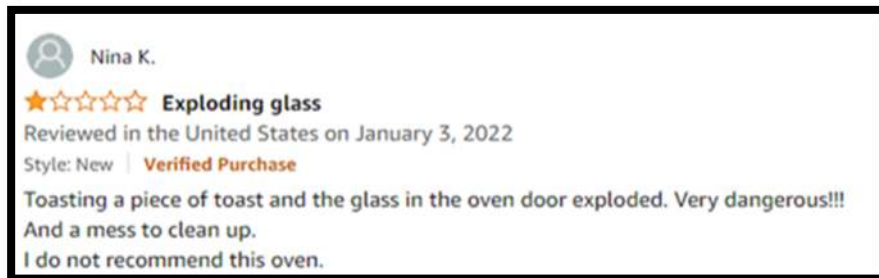 Nina K.
Exploding glass
Reviewed in the United States on January 3, 2022
Style: New | Verified Purchase
Toasting a piece of toast and the glass in the oven door exploded. Very dangerous!!!
And a mess to clean up.
I do not recommend this oven.